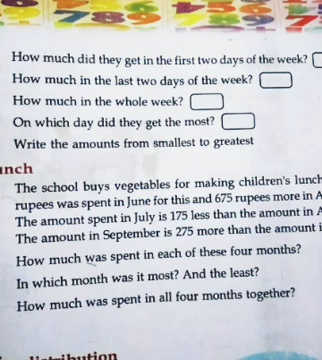 How much did they get in the first two days of the week?
How much in the last two days of the week?
How much in the whole week?
On which day did they get the most?
Write the amounts from smallest to greatest
unch
The school buys vegetables for making children's lunch
rupees was spent in June for this and 675 rupees more in A
The amount spent in July is 175 less than the amount in A
The amount in September is 275 more than the amount i
How much was spent in each of these four months?
In which month was it most? And the least?
How much was spent in all four months together?